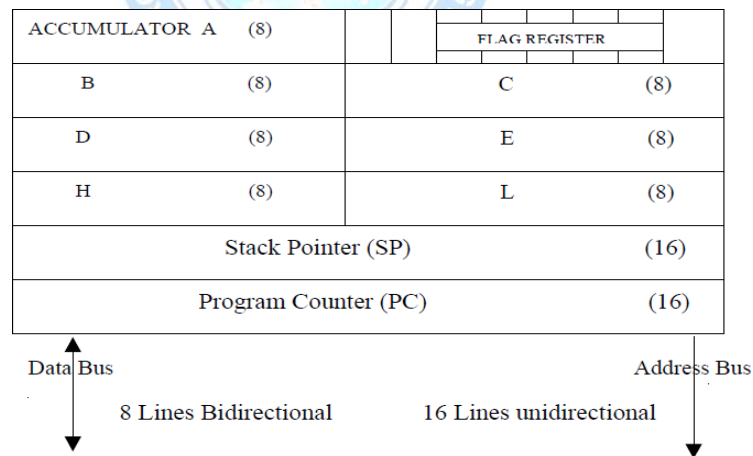 ACCUMULATOR A (8)
FLAG REGISTER
B (8) C (8)
D (8) E (8)
H (8) L (8)
Stack Pointer (SP) (16)
Program Counter (PC) (16)
Data Bus Address Bus
8 Lines Bidirectional 16 Lines unidirectional